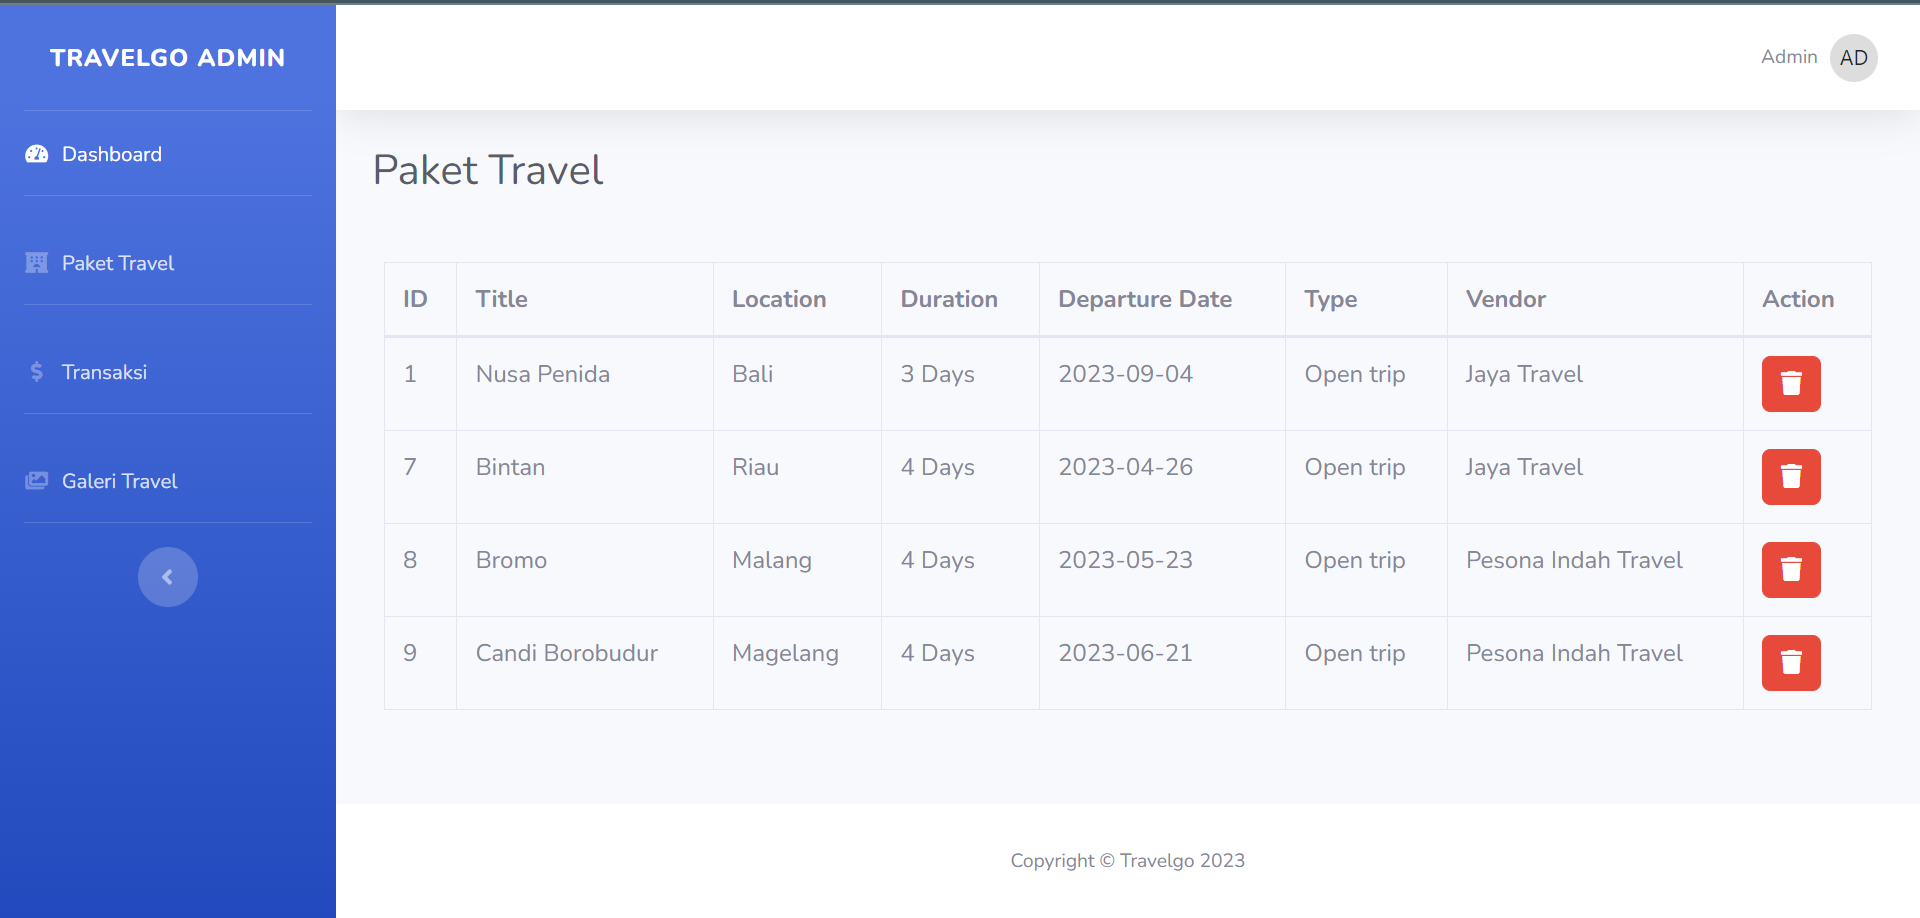 TRAVELGO ADMIN
Admin AD
Dashboard
Paket Travel
Transaksi
Galeri Travel
Paket Travel
ID Title Location Duration Departure Date Type Vendor Action
1 Nusa Penida Bali 3 Days 2023-09-04 Open trip Jaya Travel
7 Bintan Riau 4 Days 2023-04-26 Open trip Jaya Travel
8 Bromo Malang 4 Days 2023-05-23 Open trip Pesona Indah Travel
9 Candi Borobudur Magelang 4 Days 2023-06-21 Open trip Pesona Indah Travel
Copyright © Travelgo 2023